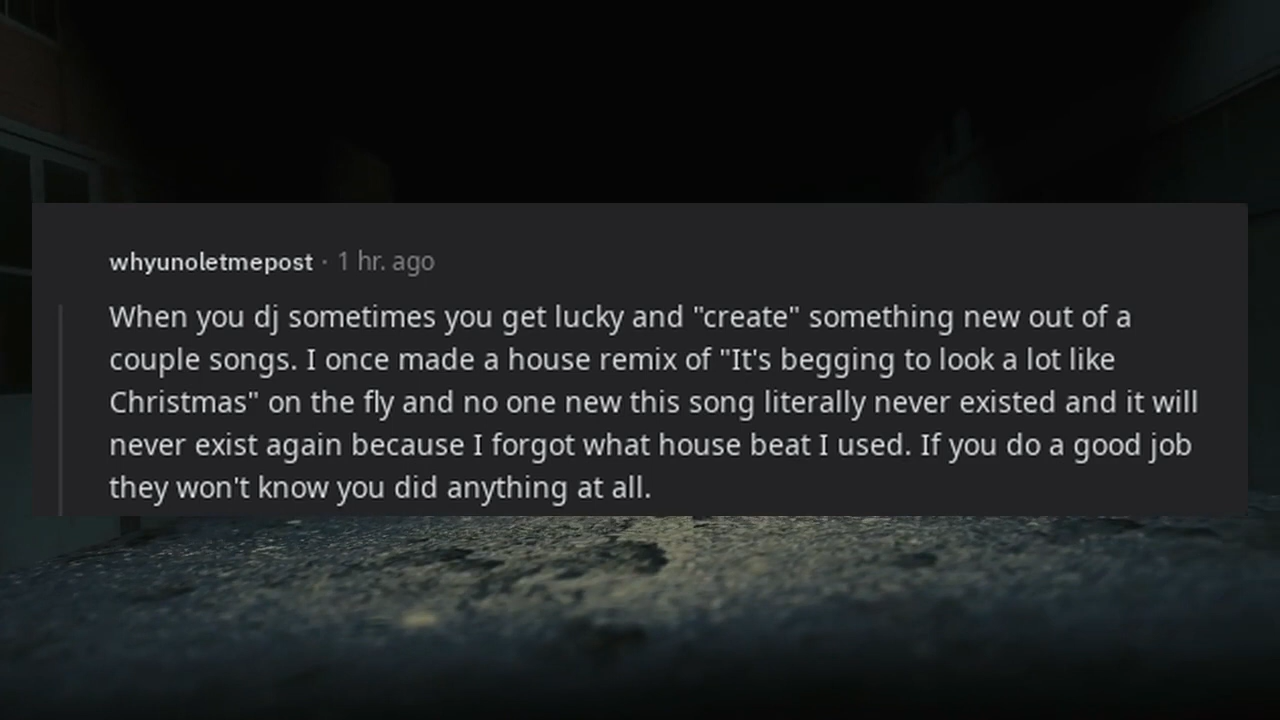 whyunoletmepost · 1 hr. ago
When you dj sometimes you get lucky and "create" something new out of a
couple songs. I once made a house remix of "It's begging to look a lot like
Christmas" on the fly and no one new this song literally never existed and it will
never exist again because I forgot what house beat I used. If you do a good job
they won't know you did anything at all.